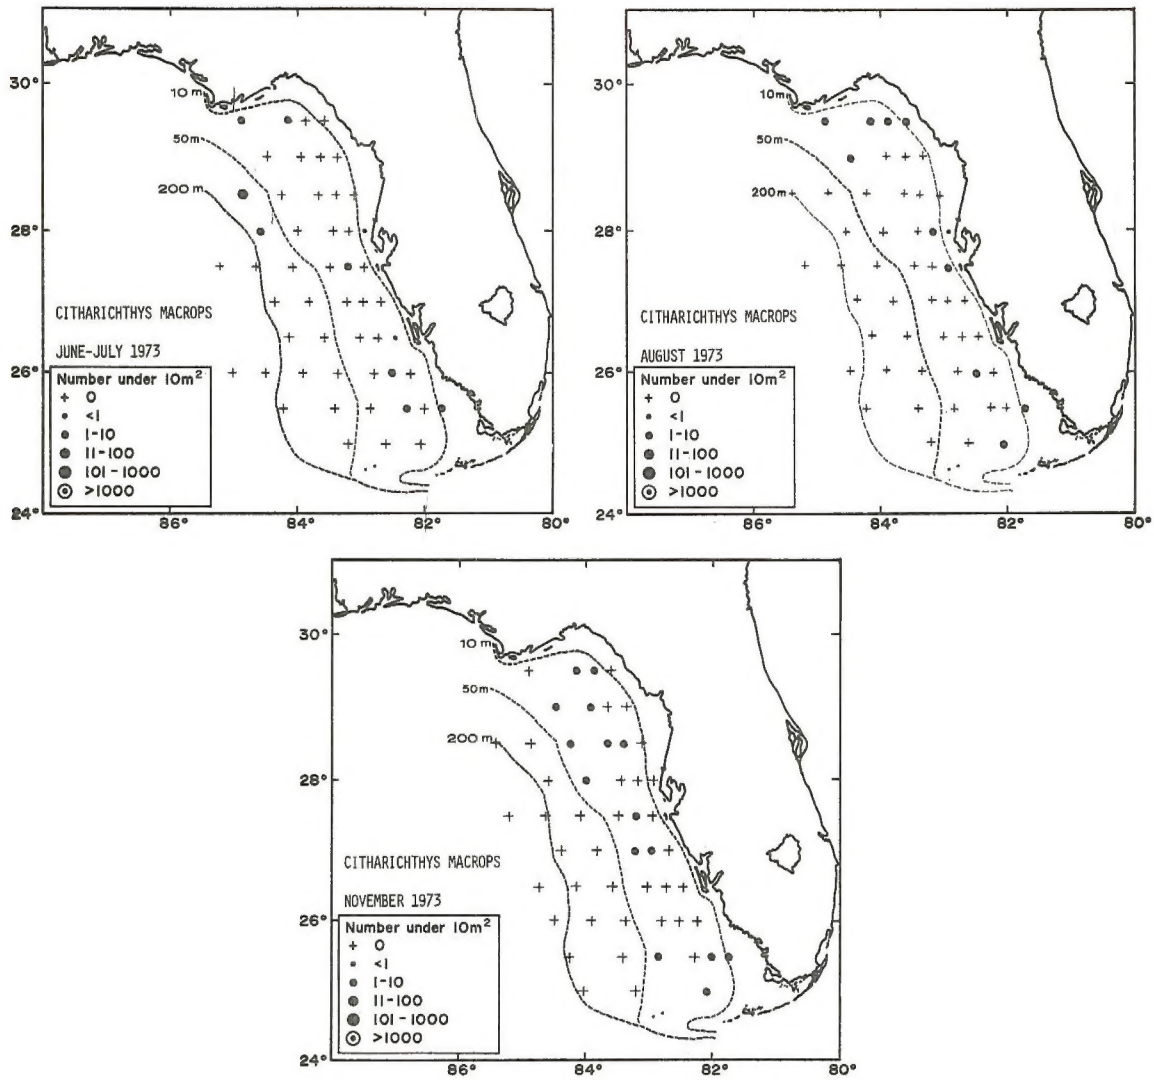 30°
28°
26°
24°
10 m
50 m
200 m
CITHARICHTHYS MACROPS
JUNE-JULY 1973
Number under 10m²
+ 0
• <1
1-10
11-100
101-1000
>1000
86°
84°
82°
80°
10 m
50m
200m
30°
28°
26°
24°
CITHARICHTHYS MACROPS
AUGUST 1973
Number under 10m²
+ 0
• <1
1-10
11-100
101-1000
>1000
86°
84°
82°
80°
30°
28°
26°
24°
10 m
50m
200 m
CITHARICHTHYS MACROPS
NOVEMBER 1973
Number under 10m²
+ 0
• <1
1-10
11-100
101-1000
>1000
86°
84°
82°
80°